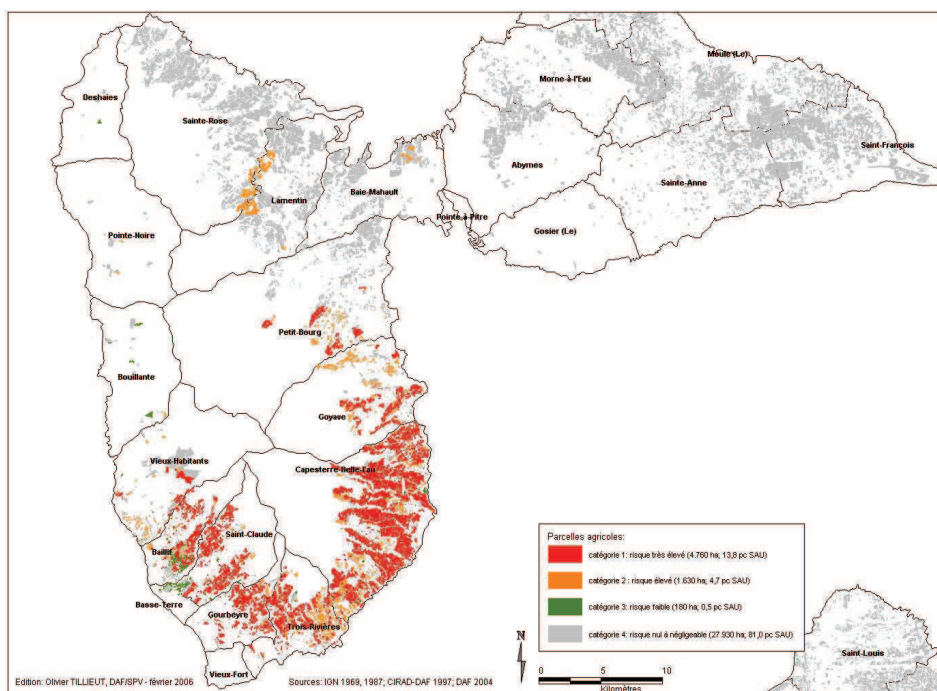 Moule (Le)
Morne-à-l'Eau
Deshaies
Sainte-Rose
Saint-François
Abymes
Sainte-Anne
Baie-Mahault
Lamentin
Pointe-à-Pitre
Gosier (Le)
Pointe-Noire
Petit-Bourg
Bouillante
Goyave
Vieux-Habitants
Capesterre-Belle-Eau
Saint-Claude
Baillif
Basse-Terre
Gourbeyre
Trois-Rivières
Vieux-Fort
Parcelles agricoles:
catégorie 1: risque très élevé (4.760 ha; 13,8 pc SAU)
catégorie 2 : risque élevé (1.630 ha; 4,7 pc SAU)
catégorie 3: risque faible (180 ha; 0,5 pc SAU)
catégorie 4: risque nul à négligeable (27.930 ha; 81,0 pc SAU)
Saint-Louis
N
0 5 10
Kilomètres
Edition: Olivier TILLIEUT, DAF/SPV - février 2006 Sources: IGN 1969, 1987; CIRAD-DAF 1997; DAF 2004